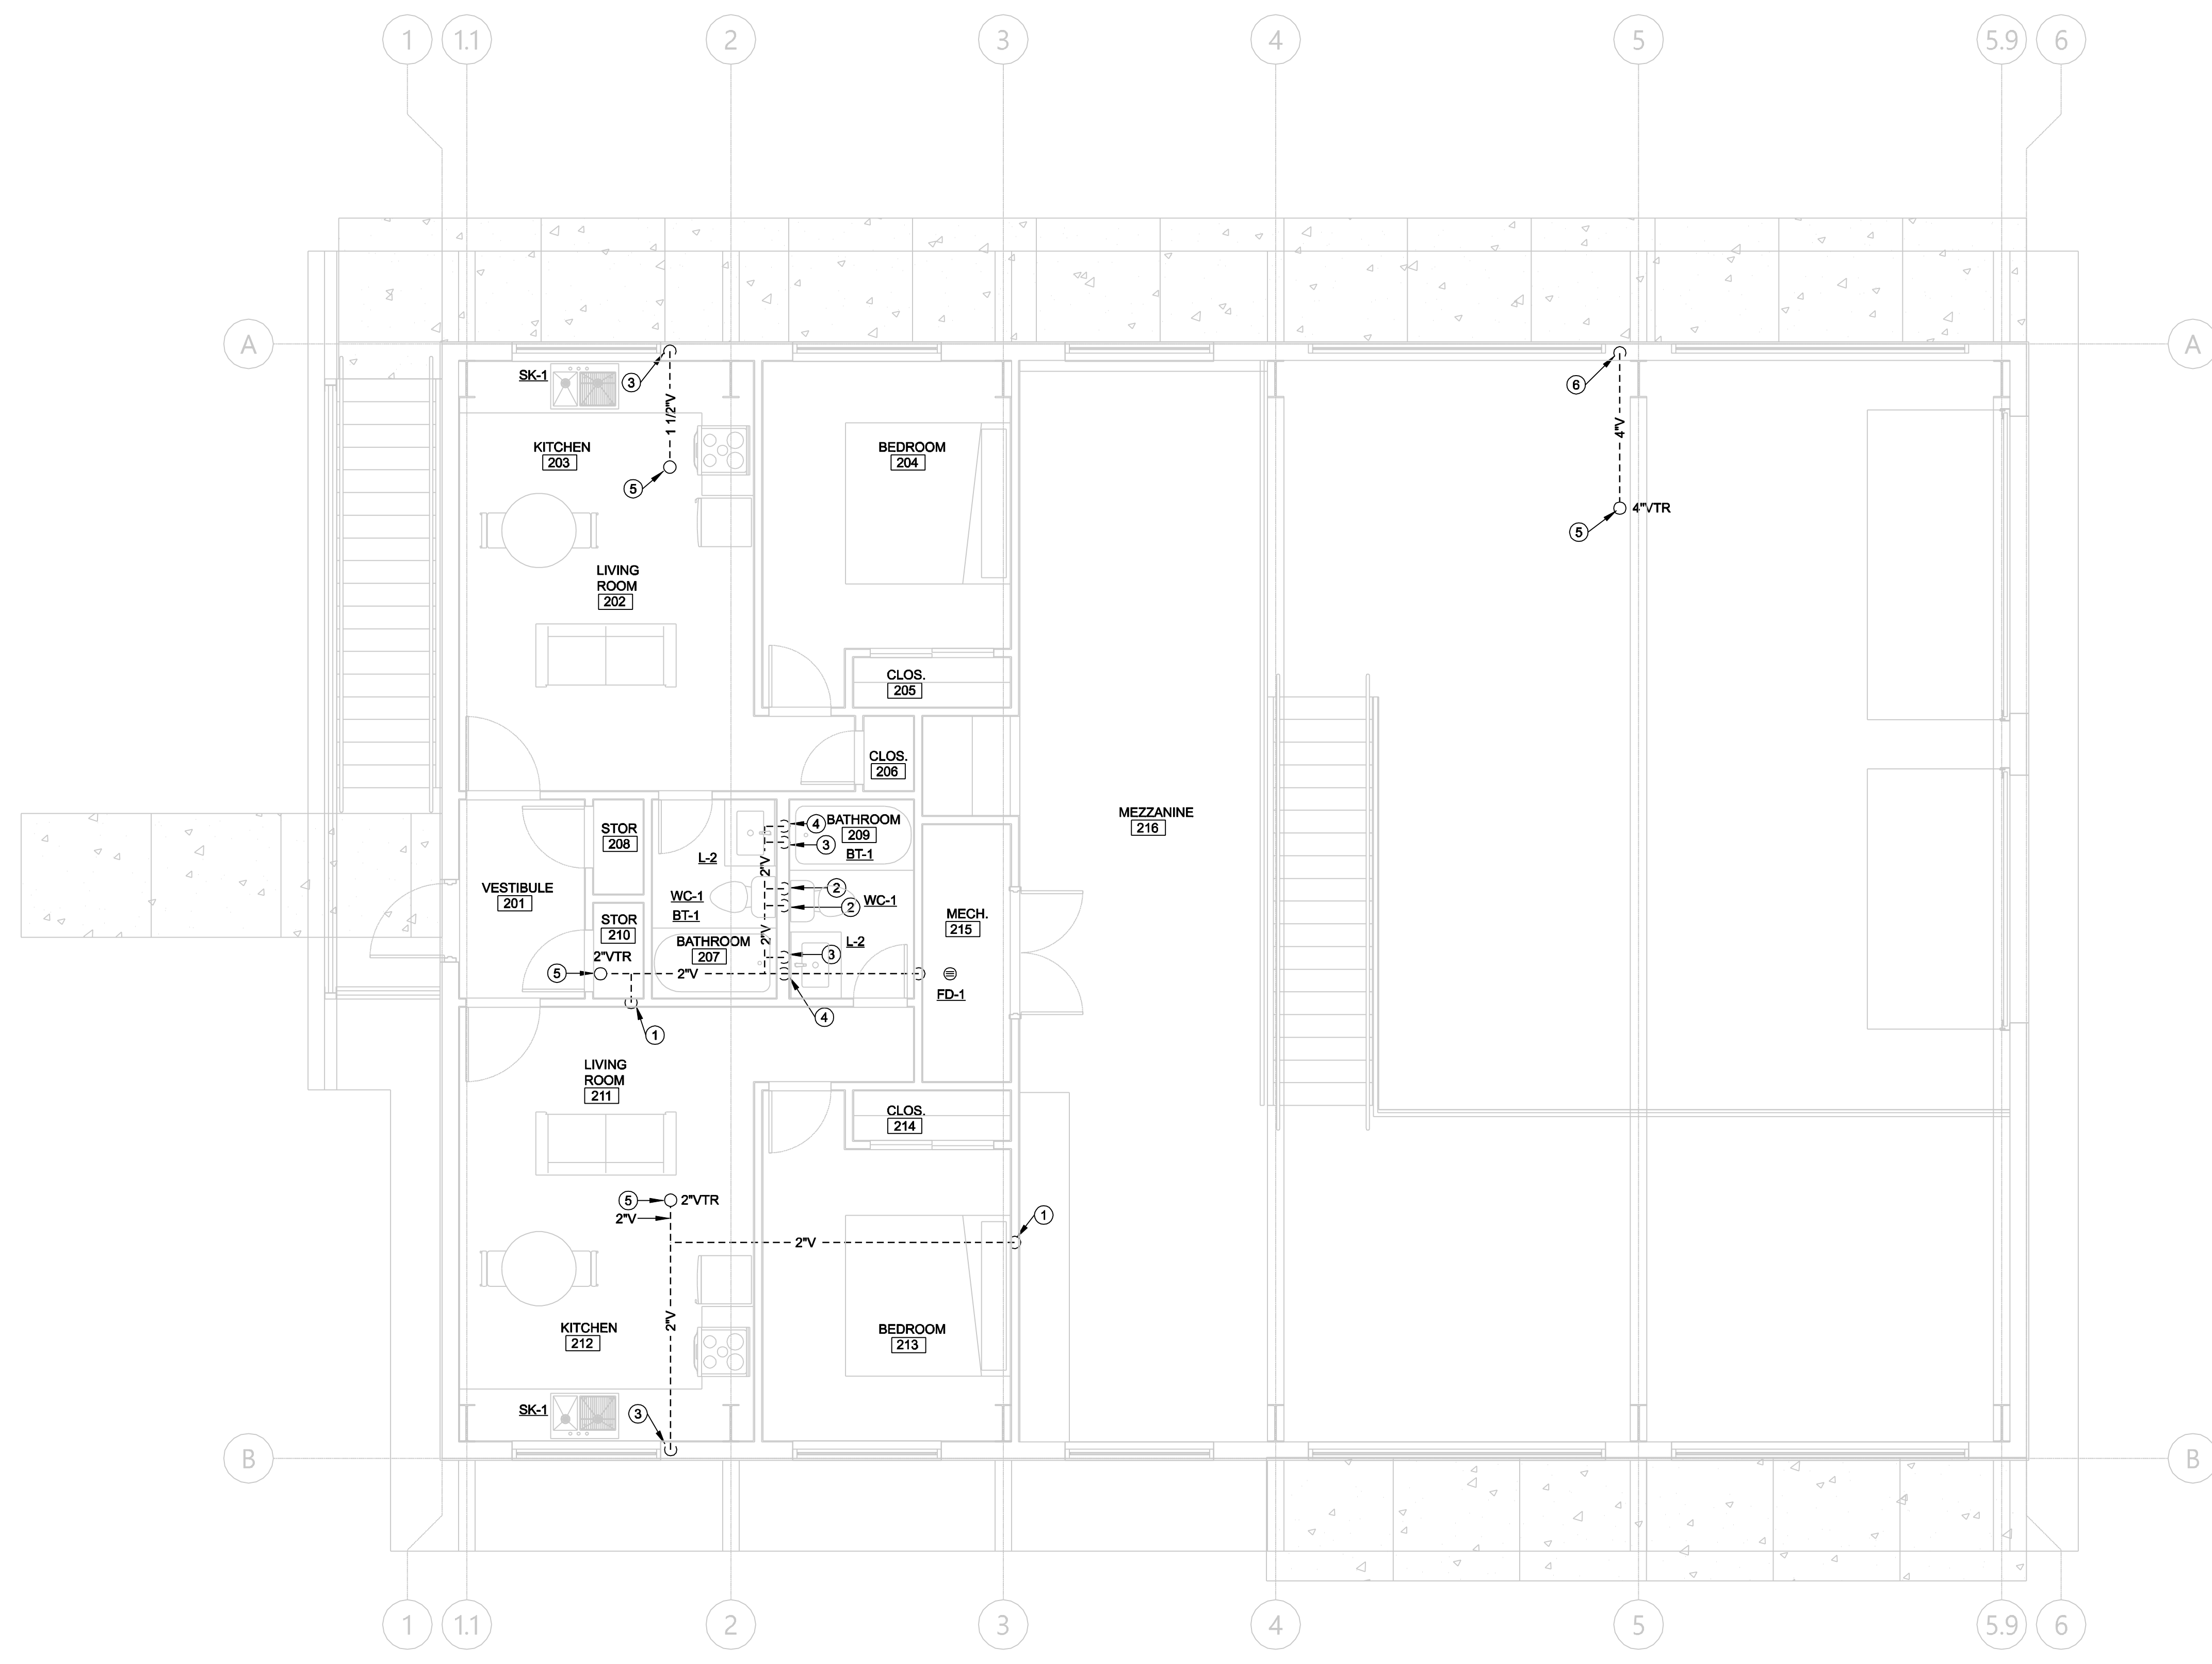 1 1.1 2 3 4 5 5.9 6
A A
SK-1
3
1 1/2"V
6
KITCHEN
203
BEDROOM
204
4"V
5
4"VTR
5
LIVING
ROOM
202
CLOS.
205
CLOS.
206
MEZZANINE
216
STOR
208
4
BATHROOM
209
3
BT-1
L-2
2"V
VESTIBULE
201
WC-1
BT-1
2
2
WC-1
MECH.
215
STOR
210
2"V
BATHROOM
207
L-2
3
2"VTR
5
2"V
FD-1
4
1
LIVING
ROOM
211
CLOS.
214
5
2"VTR
2"V
1
2"V
KITCHEN
212
2"V
BEDROOM
213
SK-1
3
B B
1 1.1 2 3 4 5 5.9 6